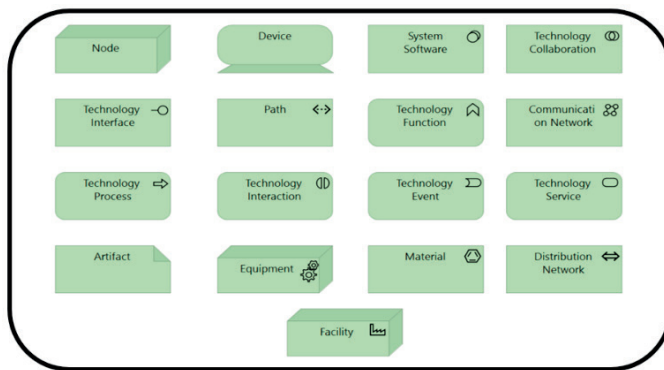 Node
Device
System
Software
Technology
Collaboration
Technology
Interface
Path
Technology
Function
Communicati
on Network
Technology
Process
Technology
Interaction
Technology
Event
Technology
Service
Artifact
Equipment
Material
Distribution
Network
Facility